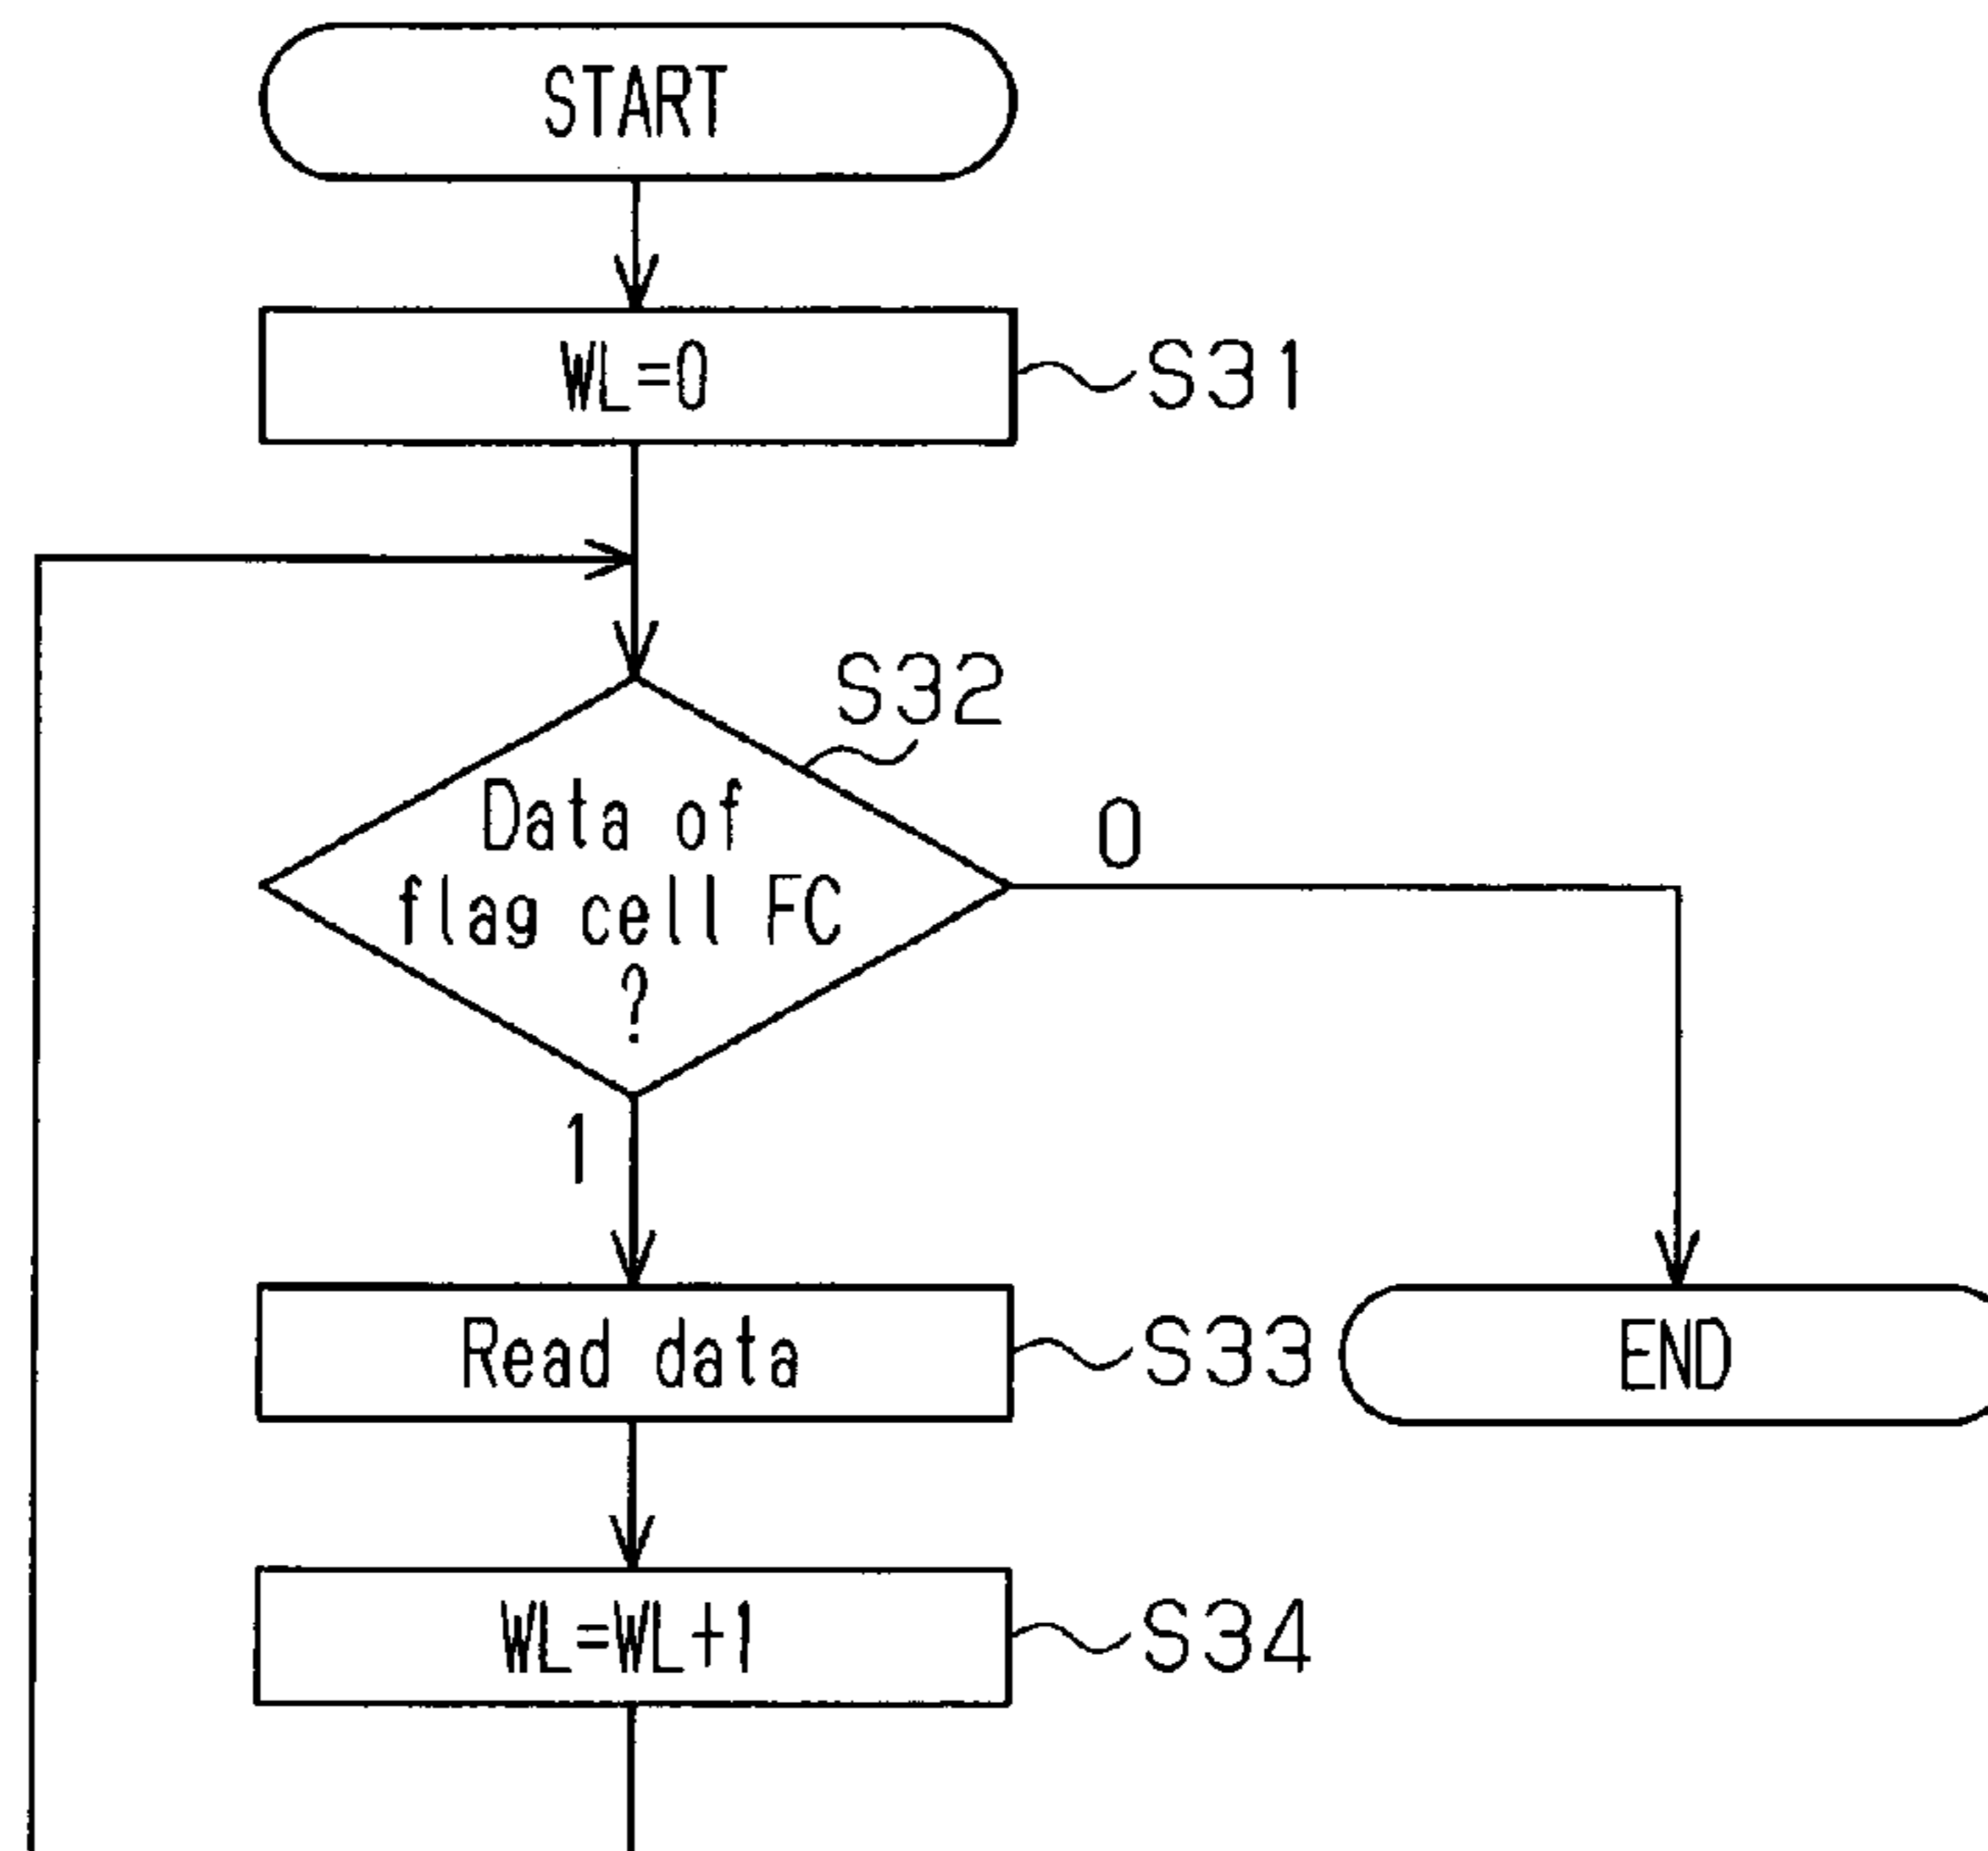 START
WL=0
S31
S32
Data of
flag cell FC
?
0
1
Read data
S33
END
WL=WL+1
S34